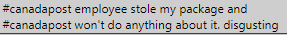 #canadapost employee stole my package and
#canadapost won't do anything about it. disgusting